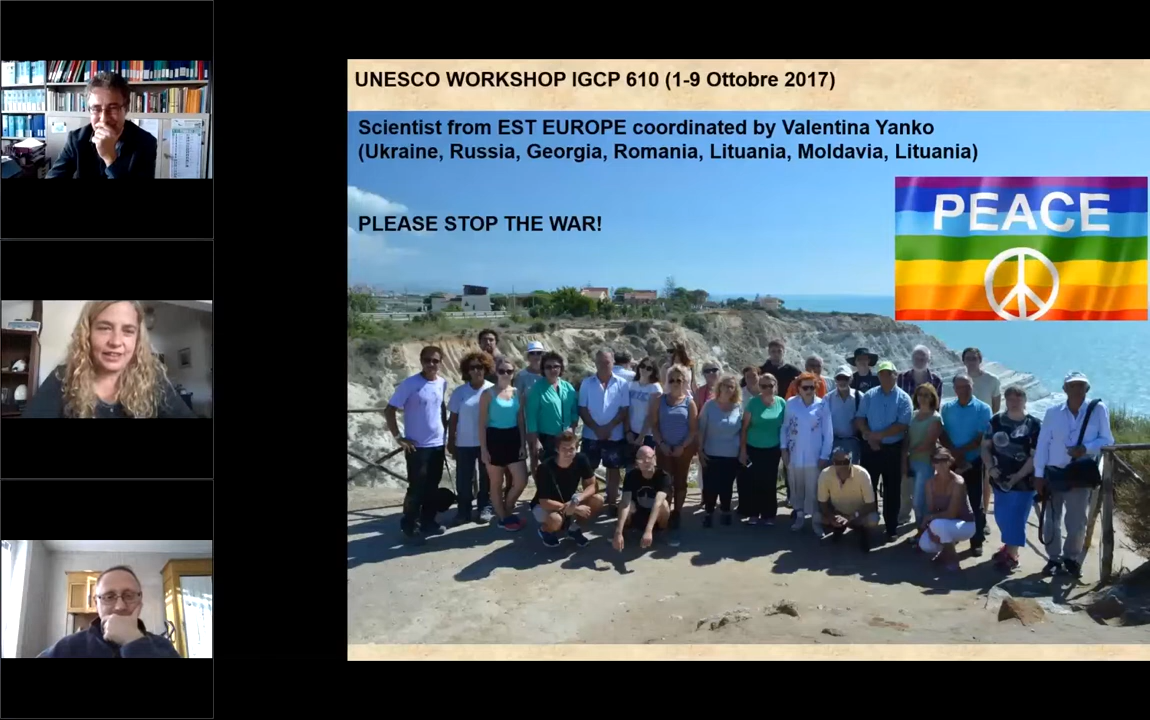 UNESCO WORKSHOP IGCP 610 (1-9 Ottobre 2017)
Scientist from EST EUROPE coordinated by Valentina Yanko
(Ukraine, Russia, Georgia, Romania, Lituania, Moldavia, Lituania)
PLEASE STOP THE WAR!
PEACE